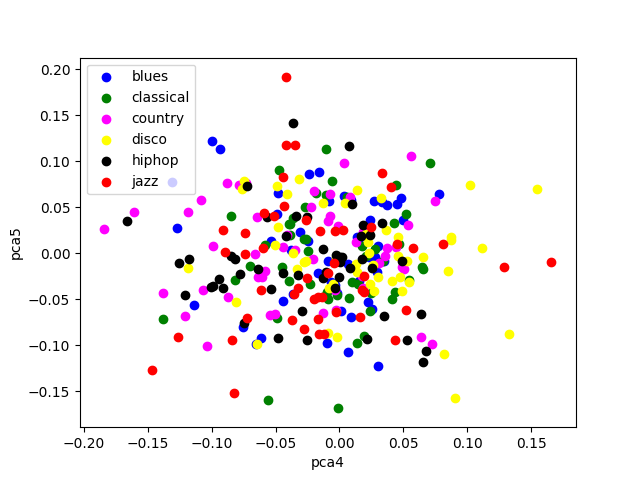 0.20
0.15
0.10
0.05
0.00
−0.05
−0.10
−0.15
pca5
blues
classical
country
disco
hiphop
jazz
−0.20 −0.15 −0.10 −0.05 0.00 0.05 0.10 0.15
pca4